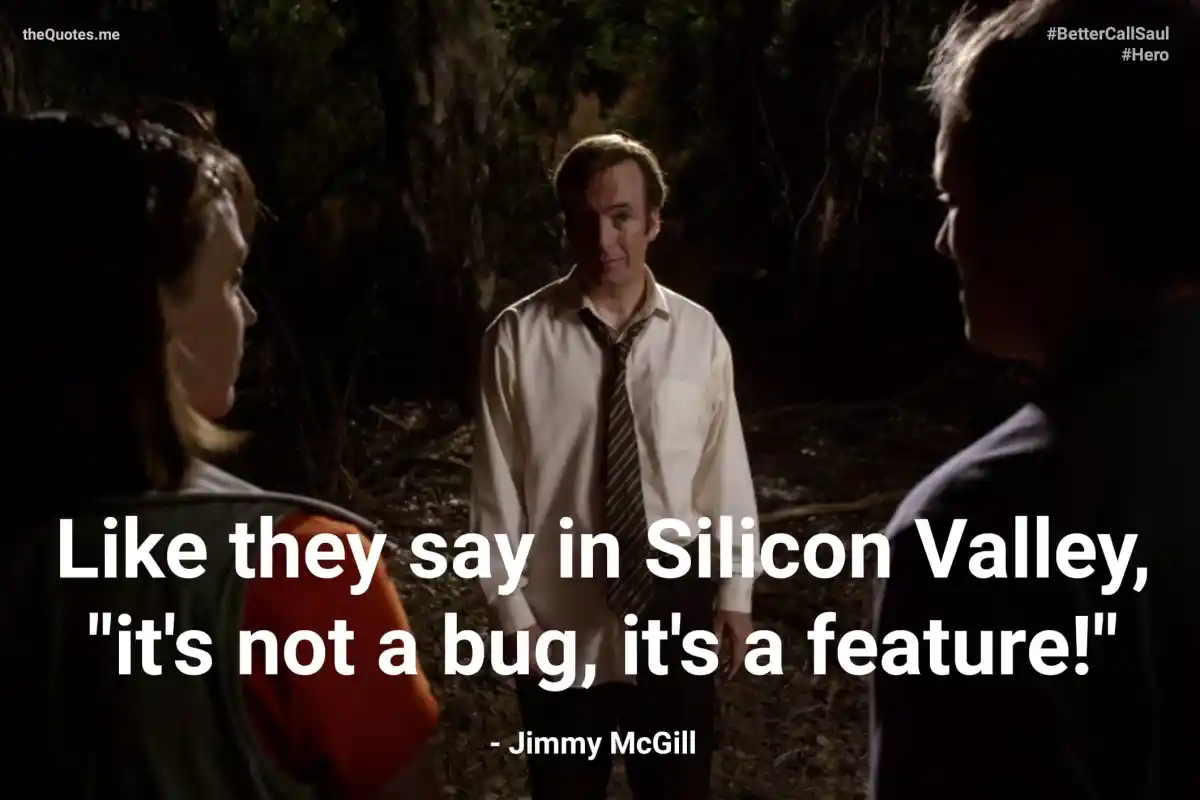 theQuotes.me
#BetterCallSaul
#Hero
Like they say in Silicon Valley,
"it's not a bug, it's a feature!"
- Jimmy McGill